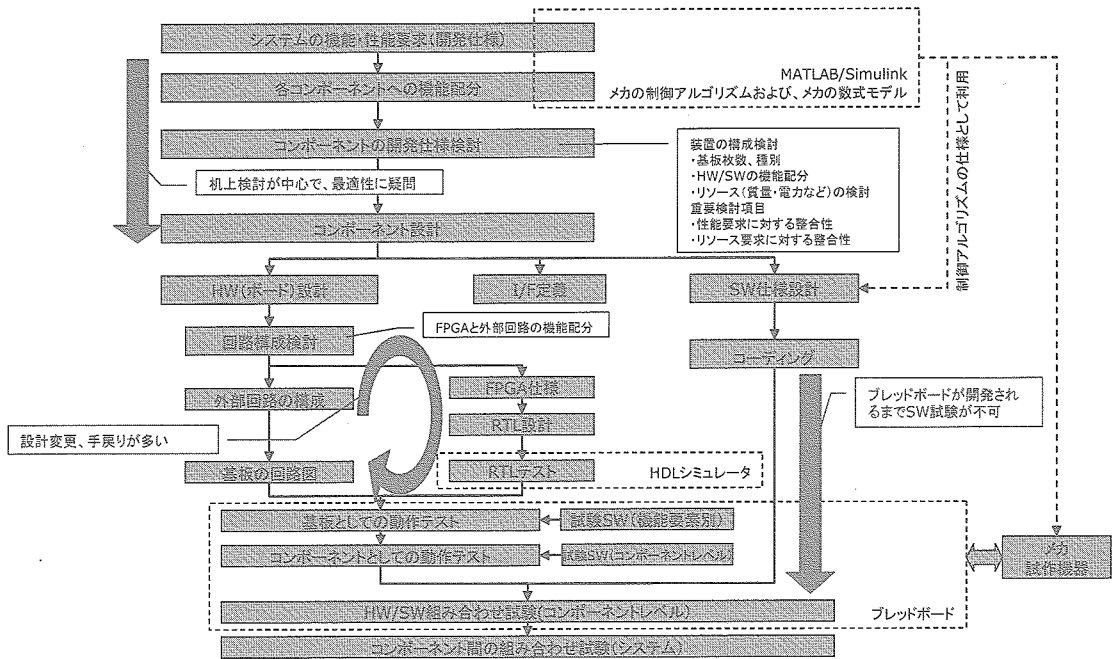 システムの機能・性能要求(開発仕様)
MATLAB/Simulink
メカの制御アルゴリズムおよび、メカの数式モデル
各コンポーネントへの機能配分
制御アルゴリズムの仕様として利用
コンポーネントの開発仕様検討
装置の構成検討
・基板枚数、種別
・HW/SWの機能配分
・リソース(質量・電力など)の検討
重要検討項目
・性能要求に対する整合性
・リソース要求に対する整合性
机上検討が中心で、最適性に疑問
コンポーネント設計
HW(ボード)設計
I/F定義
SW仕様設計
回路構成検討
FPGAと外部回路の機能配分
コーディング
外部回路の構成
FPGA仕様
RTL設計
ブレッドボードが開発され
るまでSW試験が不可
設計変更、手戻りが多い
基板の回路図
RTLテスト
HDLシミュレータ
基板としての動作テスト
試験SW(機能要素別)
コンポーネントとしての動作テスト
試験SW(コンポーネントレベル)
メカ
試作機器
HW/SW組み合わせ試験(コンポーネントレベル)
ブレッドボード
コンポーネント間の組み合わせ試験(システム)